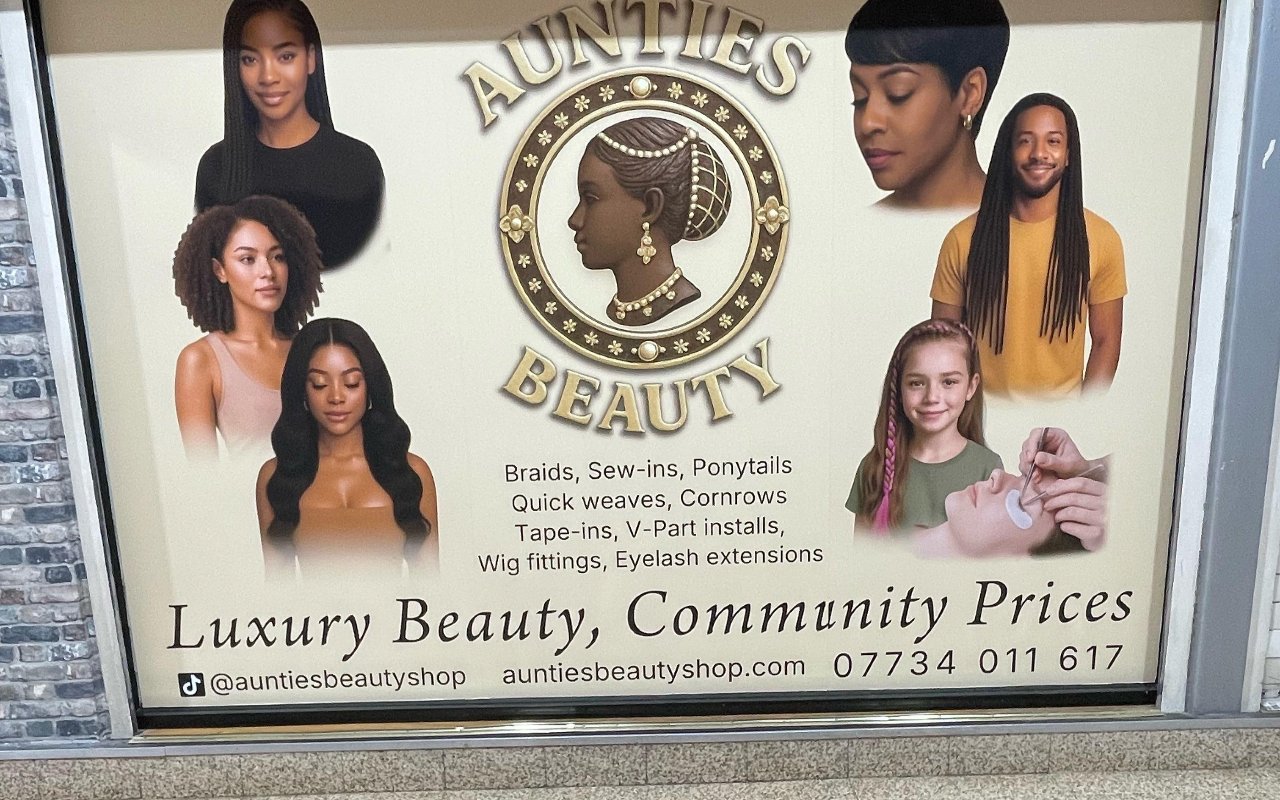 AUNTIES
BEAUTY
Braids, Sew-ins, Ponytails
Quick weaves, Cornrows
Tape-ins, V-Part installs,
Wig fittings, Eyelash extensions
Luxury Beauty, Community Prices
@auntiesbeautyshop auntiesbeautyshop.com 07734 011 617